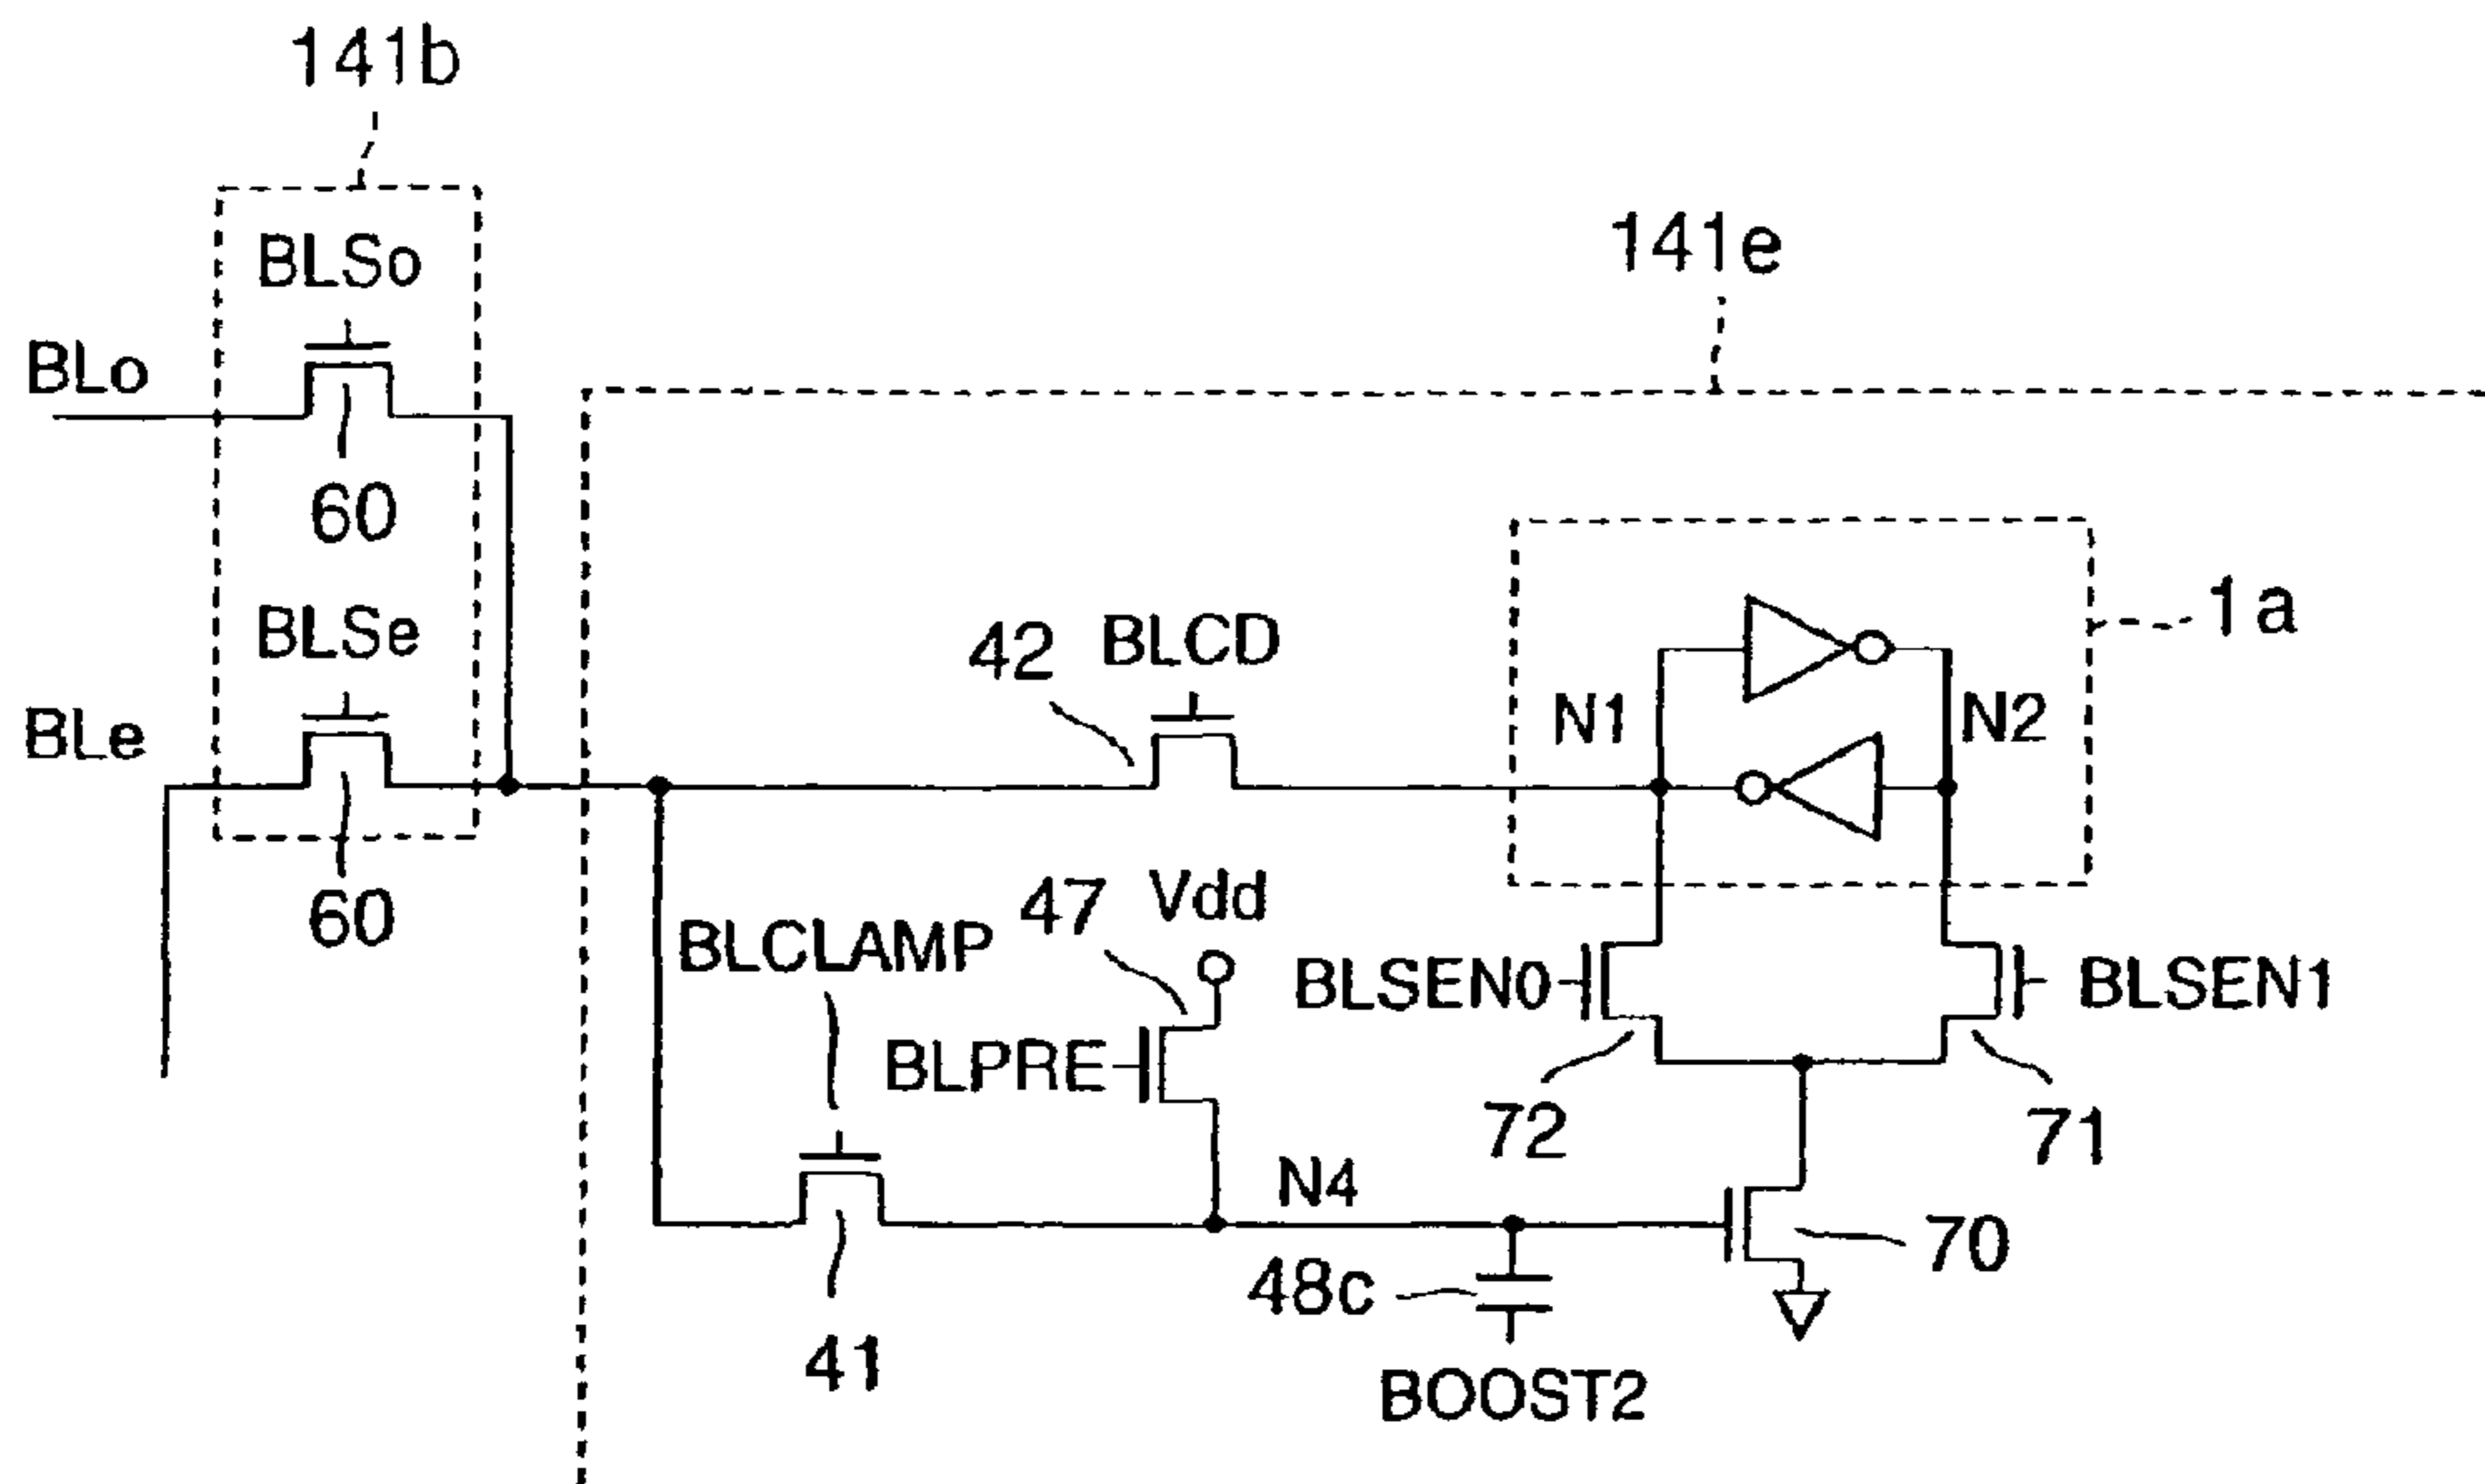 141b
BLSo
141e
BLo
60
BLSe
42 BLCD
1a
N1
N2
BLe
60
47 Vdd
BLCLAMP
BLSEN0
BLSEN1
BLPRE
72
71
N4
70
48c
41
BOOST2